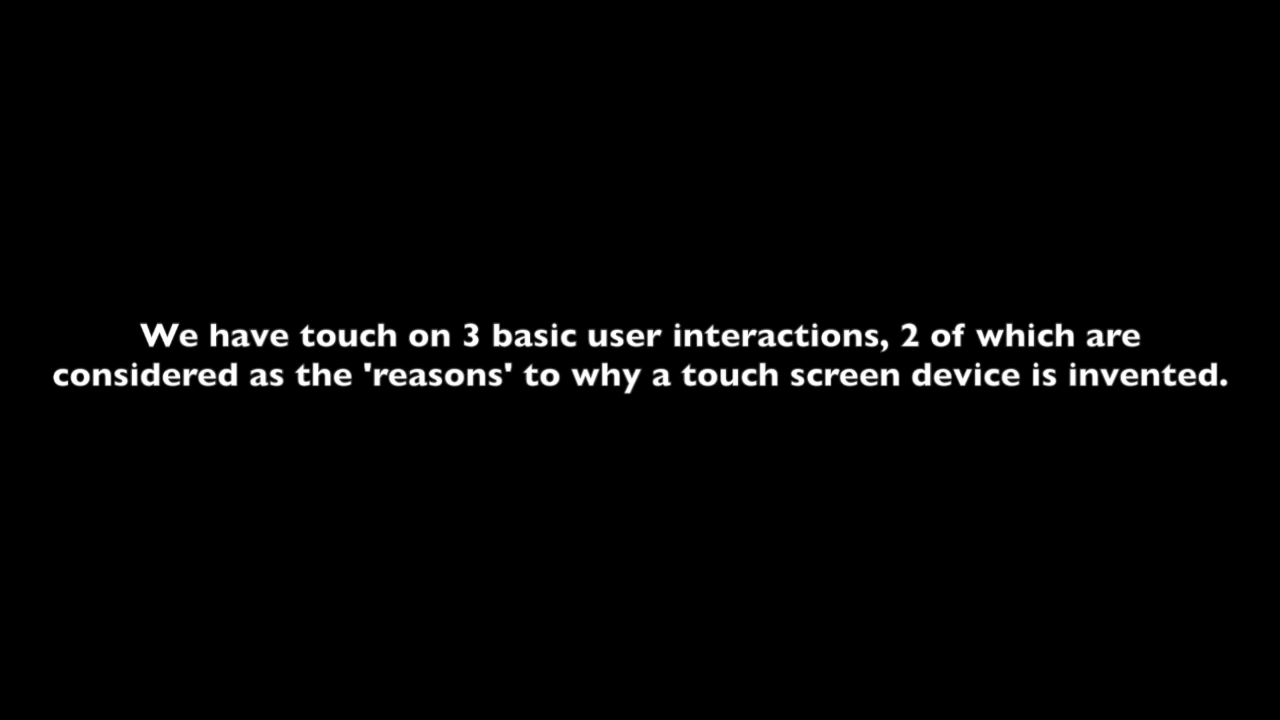 We have touch on 3 basic user interactions, 2 of which are
considered as the 'reasons' to why a touch screen device is invented.